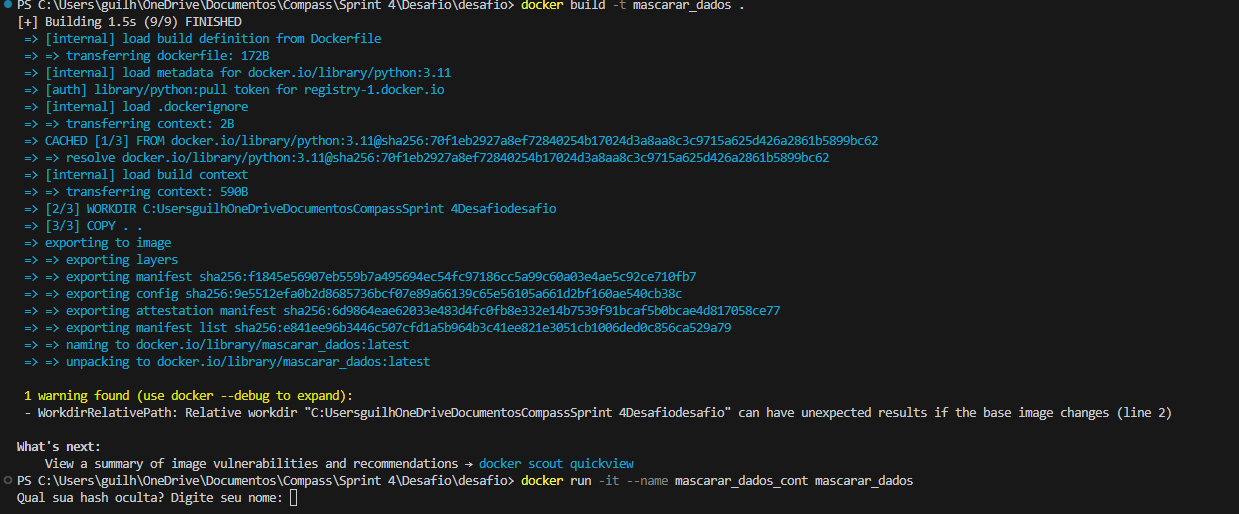 PS C:\Users\guilh\OneDrive\Documentos\Compass\Sprint 4\Desafio\desafio> docker build -t mascarar_dados .
[+] Building 1.5s (9/9) FINISHED
=> [internal] load build definition from Dockerfile
=> => transferring dockerfile: 172B
=> [internal] load metadata for docker.io/library/python:3.11
=> [auth] library/python:pull token for registry-1.docker.io
=> [internal] load .dockerignore
=> => transferring context: 2B
=> CACHED [1/3] FROM docker.io/library/python:3.11@sha256:70f1eb2927a8ef72840254b17024d3a8aa8c3c9715a625d426a2861b5899bc62
=> => resolve docker.io/library/python:3.11@sha256:70f1eb2927a8ef72840254b17024d3a8aa8c3c9715a625d426a2861b5899bc62
=> [internal] load build context
=> => transferring context: 590B
=> [2/3] WORKDIR C:UsersguilhOneDriveDocumentosCompassSprint 4Desafiodesafio
=> [3/3] COPY . .
=> exporting to image
=> => exporting layers
=> => exporting manifest sha256:f1845e56907eb559b7a495694ec54fc97186cc5a99c60a03e4ae5c92ce710fb7
=> => exporting config sha256:9e5512efa0b2d8685736bcf07e89a66139c65e56105a661d2bf160ae540cb38c
=> => exporting attestation manifest sha256:6d9864eae62033e483d4fc0fb8e332e14b7539f91bcaf5b0bcae4d817058ce77
=> => exporting manifest list sha256:e841ee96b3446c507cfd1a5b964b3c41ee821e3051cb1006ded0c856ca529a79
=> => naming to docker.io/library/mascarar_dados:latest
=> => unpacking to docker.io/library/mascarar_dados:latest
1 warning found (use docker --debug to expand):
- WorkdirRelativePath: Relative workdir "C:UsersguilhOneDriveDocumentosCompassSprint 4Desafiodesafio" can have unexpected results if the base image changes (line 2)
What's next:
View a summary of image vulnerabilities and recommendations → docker scout quickview
PS C:\Users\guilh\OneDrive\Documentos\Compass\Sprint 4\Desafio\desafio> docker run -it --name mascarar_dados_cont mascarar_dados
Qual sua hash oculta? Digite seu nome: